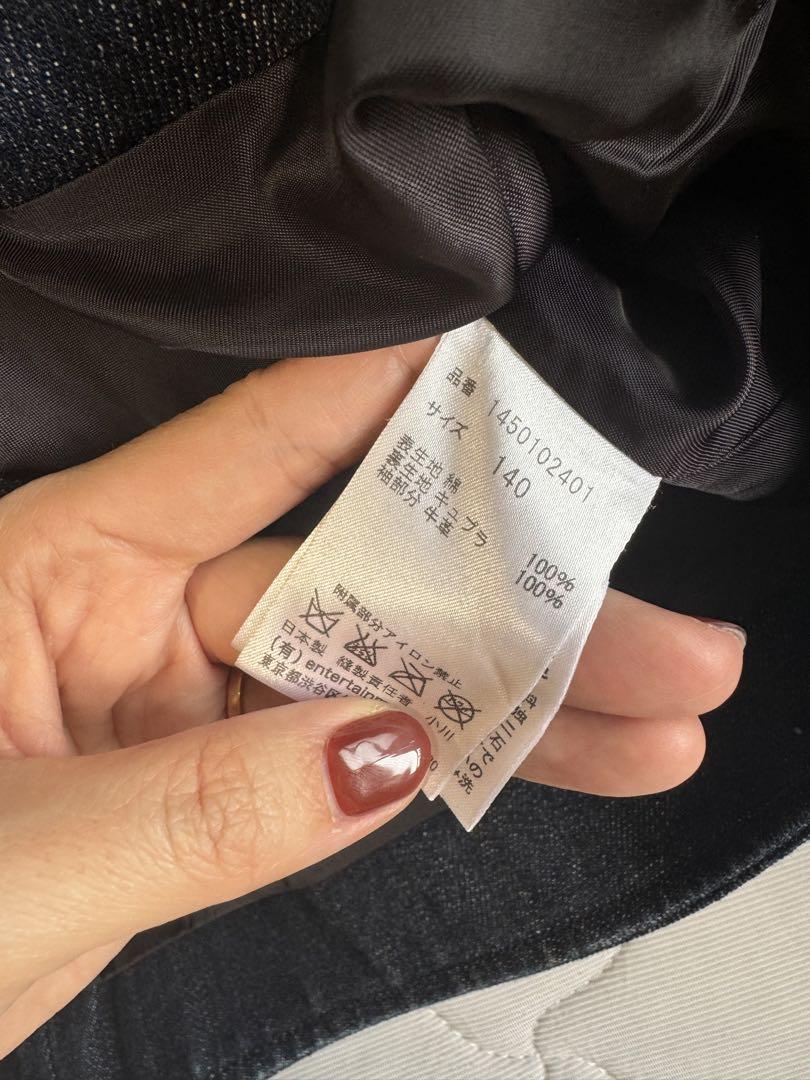 品番 1450102401
サイズ 140
表生地 綿 100%
裏生地 キュプラ 100%
袖部分 牛革
附属部分アイロン禁止
日本製 縫製責任者 小川
(有) entertain
東京都渋谷区